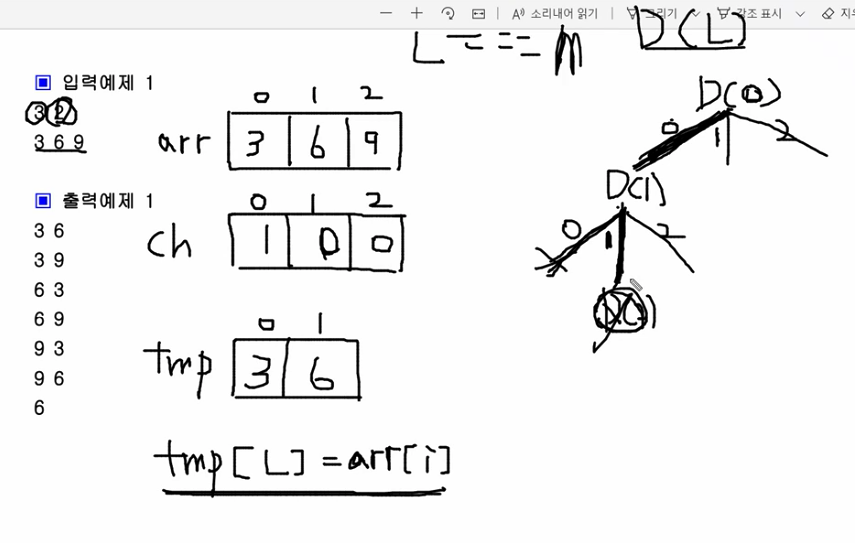 소리내어 읽기
그리기
강조 표시
L == m D(L)
입력예제 1
3 2
3 6 9
0 1 2
arr 3 6 9
출력예제 1
3 6
3 9
6 3
6 9
9 3
9 6
6
0 1 2
ch 1 0 0
0 1
tmp 3 6
tmp[L]=arr[i]
D(0)
0 1 2
D(1)
0 1 2